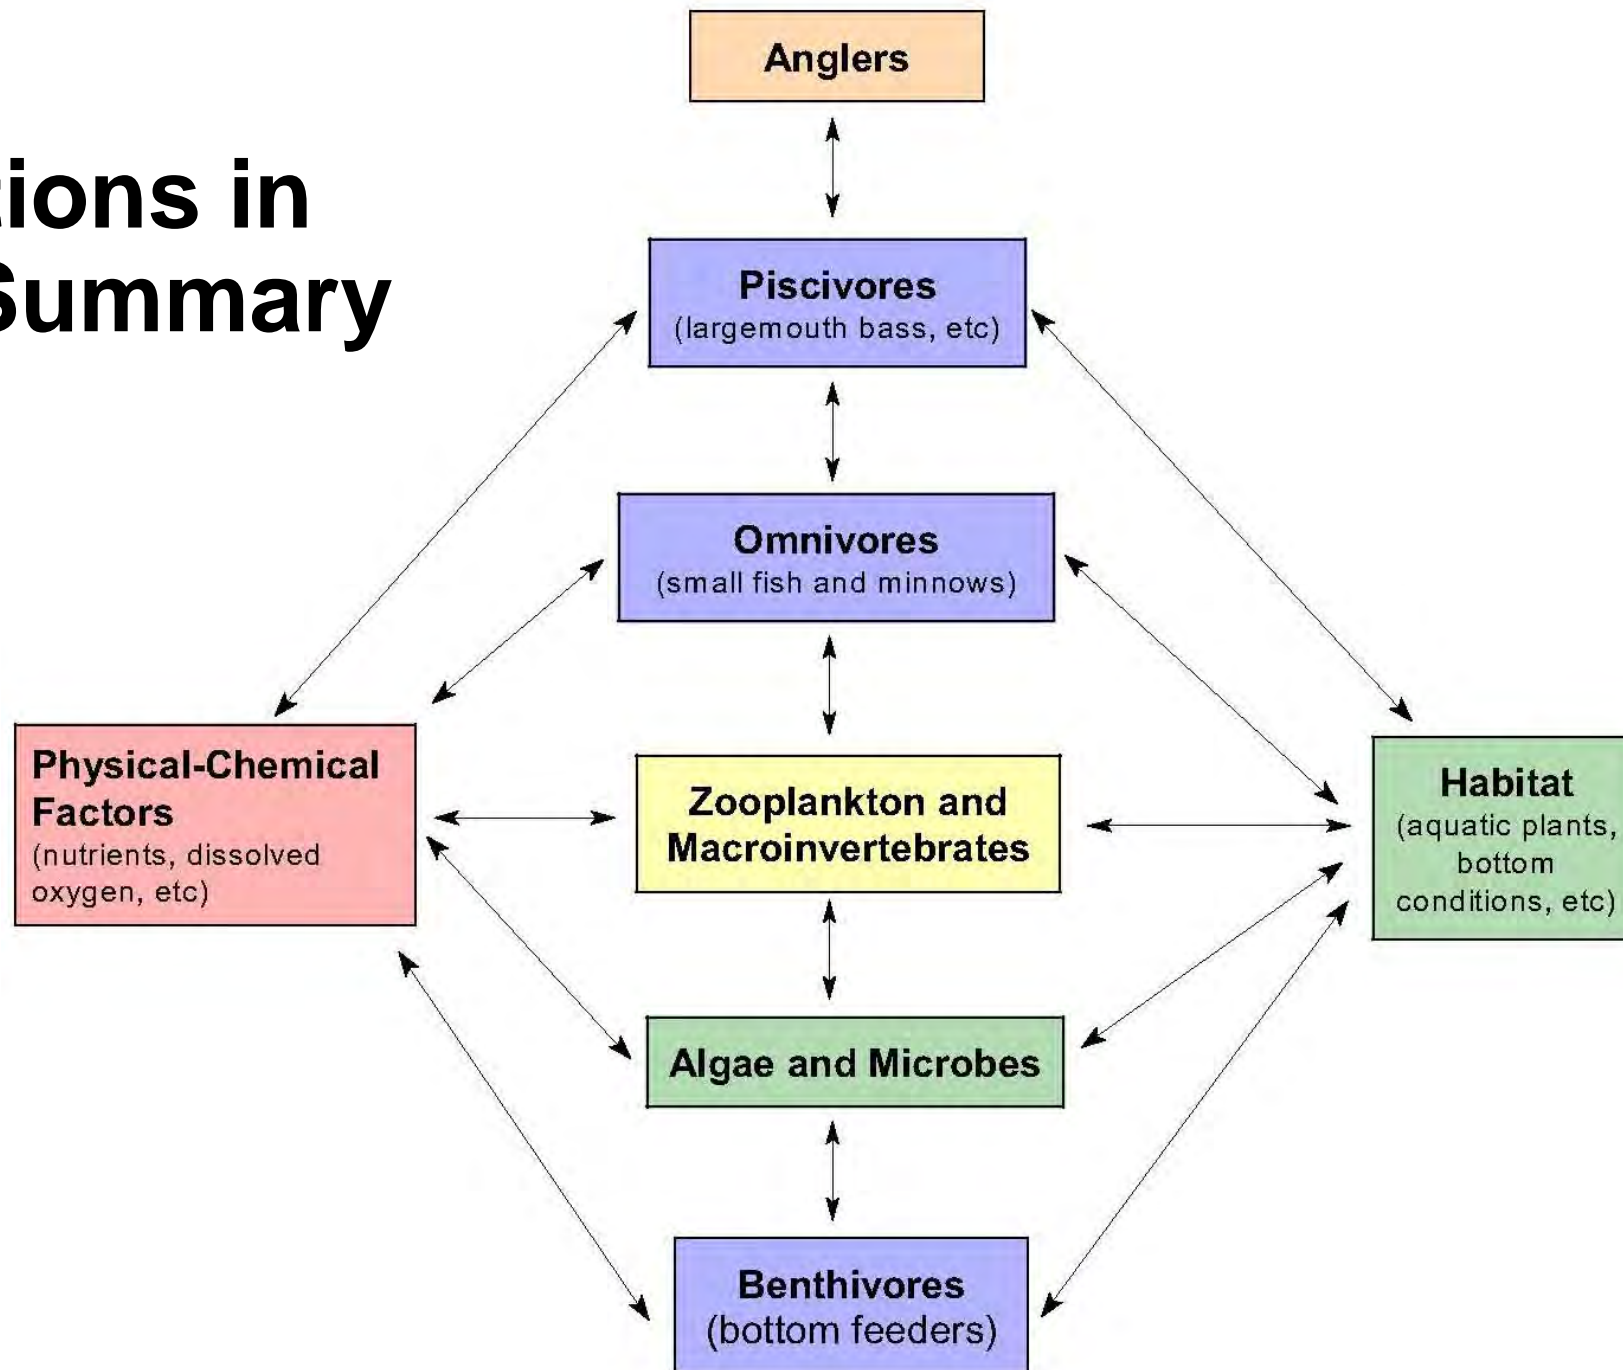 Anglers
tions in
Summary
Piscivores
(largemouth bass, etc)
Omnivores
(small fish and minnows)
Physical-Chemical
Factors
(nutrients, dissolved
oxygen, etc)
Zooplankton and
Macroinvertebrates
Habitat
(aquatic plants,
bottom
conditions, etc)
Algae and Microbes
Benthivores
(bottom feeders)